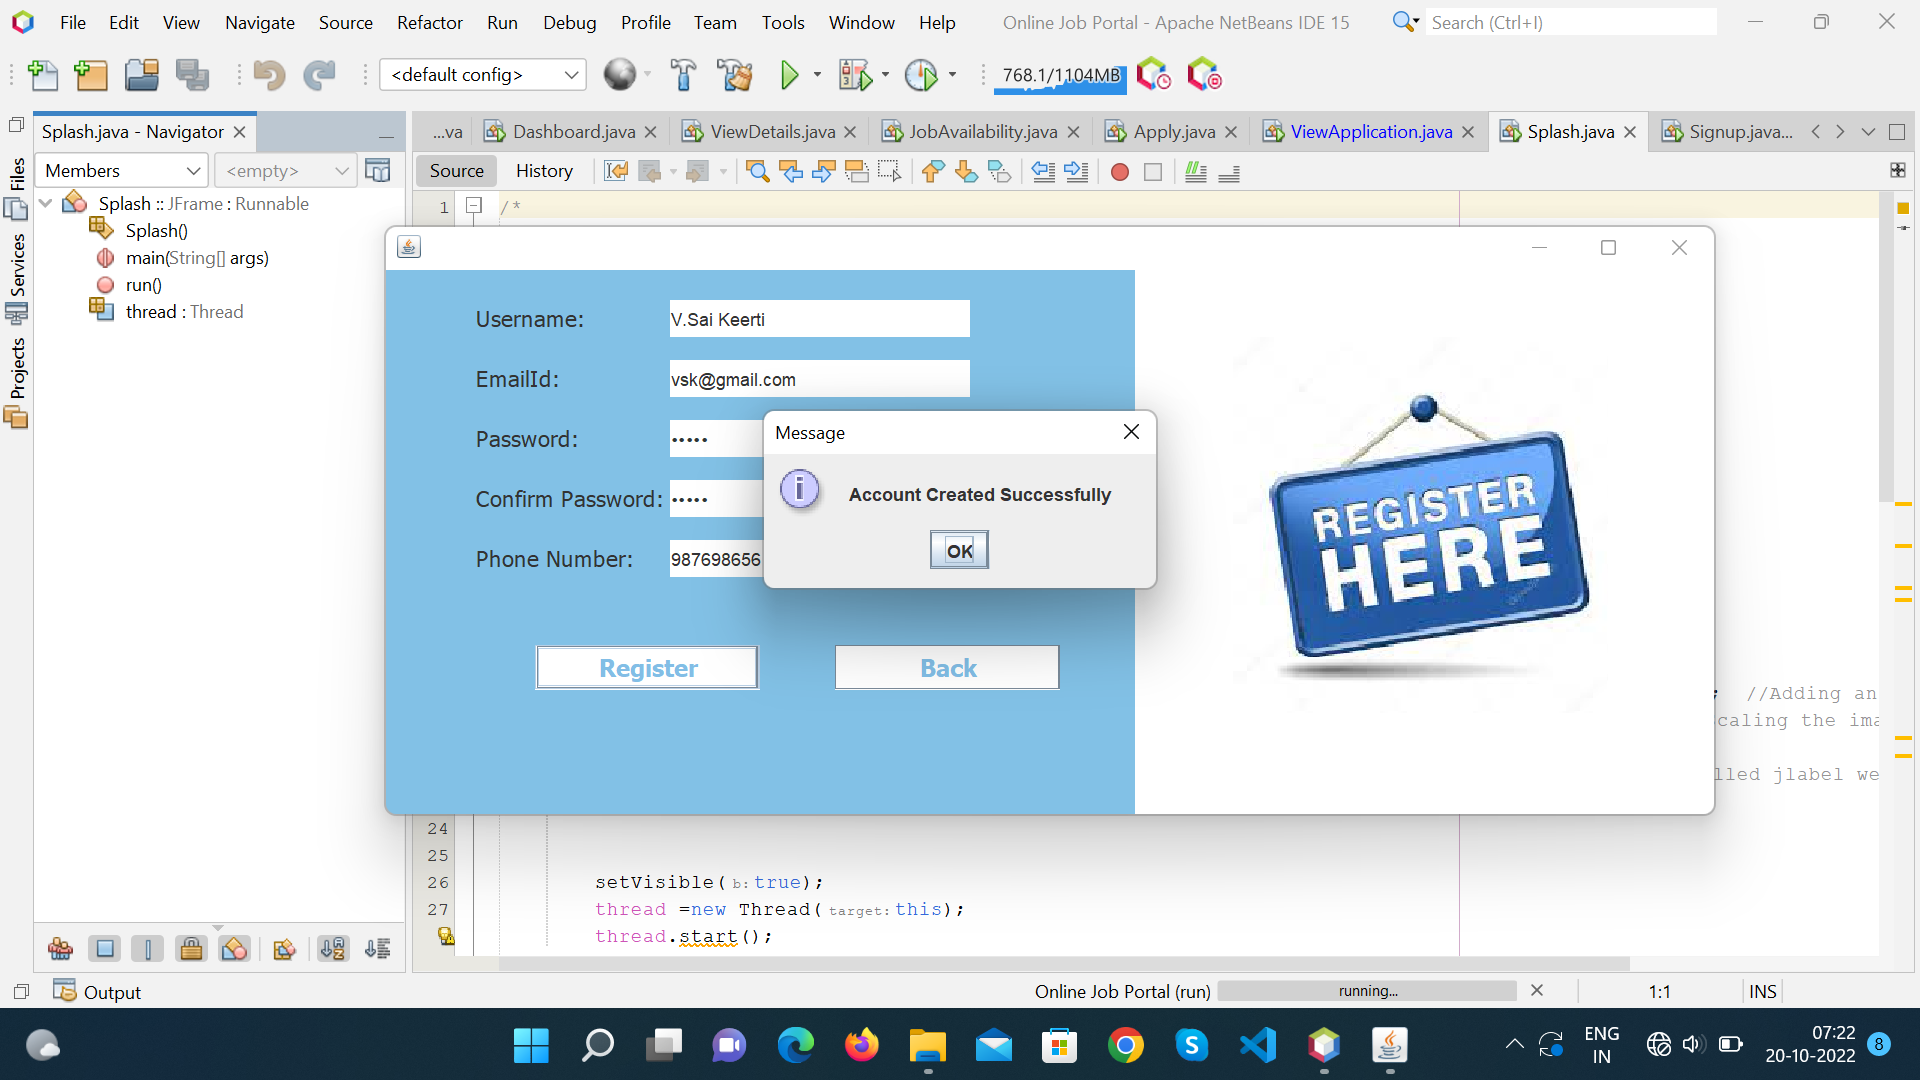 File Edit View Navigate Source Refactor Run Debug Profile Team Tools Window Help Online Job Portal - Apache NetBeans IDE 15 Search (Ctrl+I)
<default config> 768.1/1104MB
Splash.java - Navigator
...va Dashboard.java ViewDetails.java JobAvailability.java Apply.java ViewApplication.java Splash.java Signup.java...
Members <empty>
Source History
Files
Services
Projects
Splash :: JFrame : Runnable
Splash()
main(String[] args)
run()
thread : Thread
1 /*
Username: V.Sai Keerti
EmailId: vsk@gmail.com
Password: •••••
Confirm Password: •••••
Phone Number: 987698656
Message
Account Created Successfully
OK
Register Back
REGISTER
HERE
; //Adding an
caling the ima
lled jlabel we
24
25
26 setVisible( b: true);
27 thread =new Thread( target: this);
thread.start();
Output
Online Job Portal (run) running... 1:1 INS
ENG
IN
07:22
20-10-2022
8